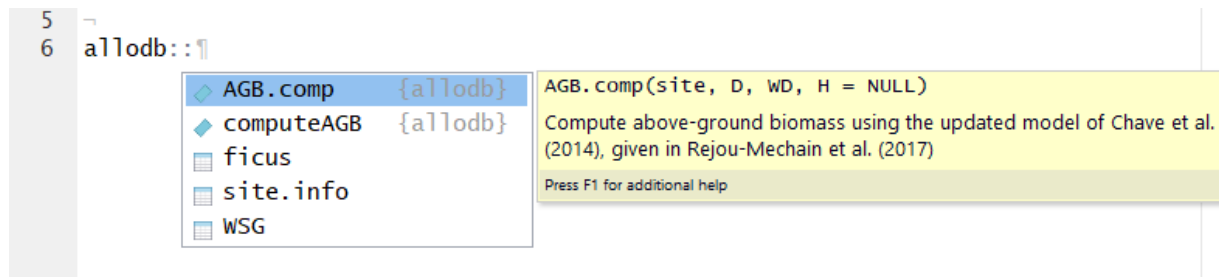 5 ¬
6 allodb::¶
AGB.comp {allodb}
computeAGB {allodb}
ficus
site.info
WSG
AGB.comp(site, D, WD, H = NULL)
Compute above-ground biomass using the updated model of Chave et al.
(2014), given in Rejou-Mechain et al. (2017)
Press F1 for additional help